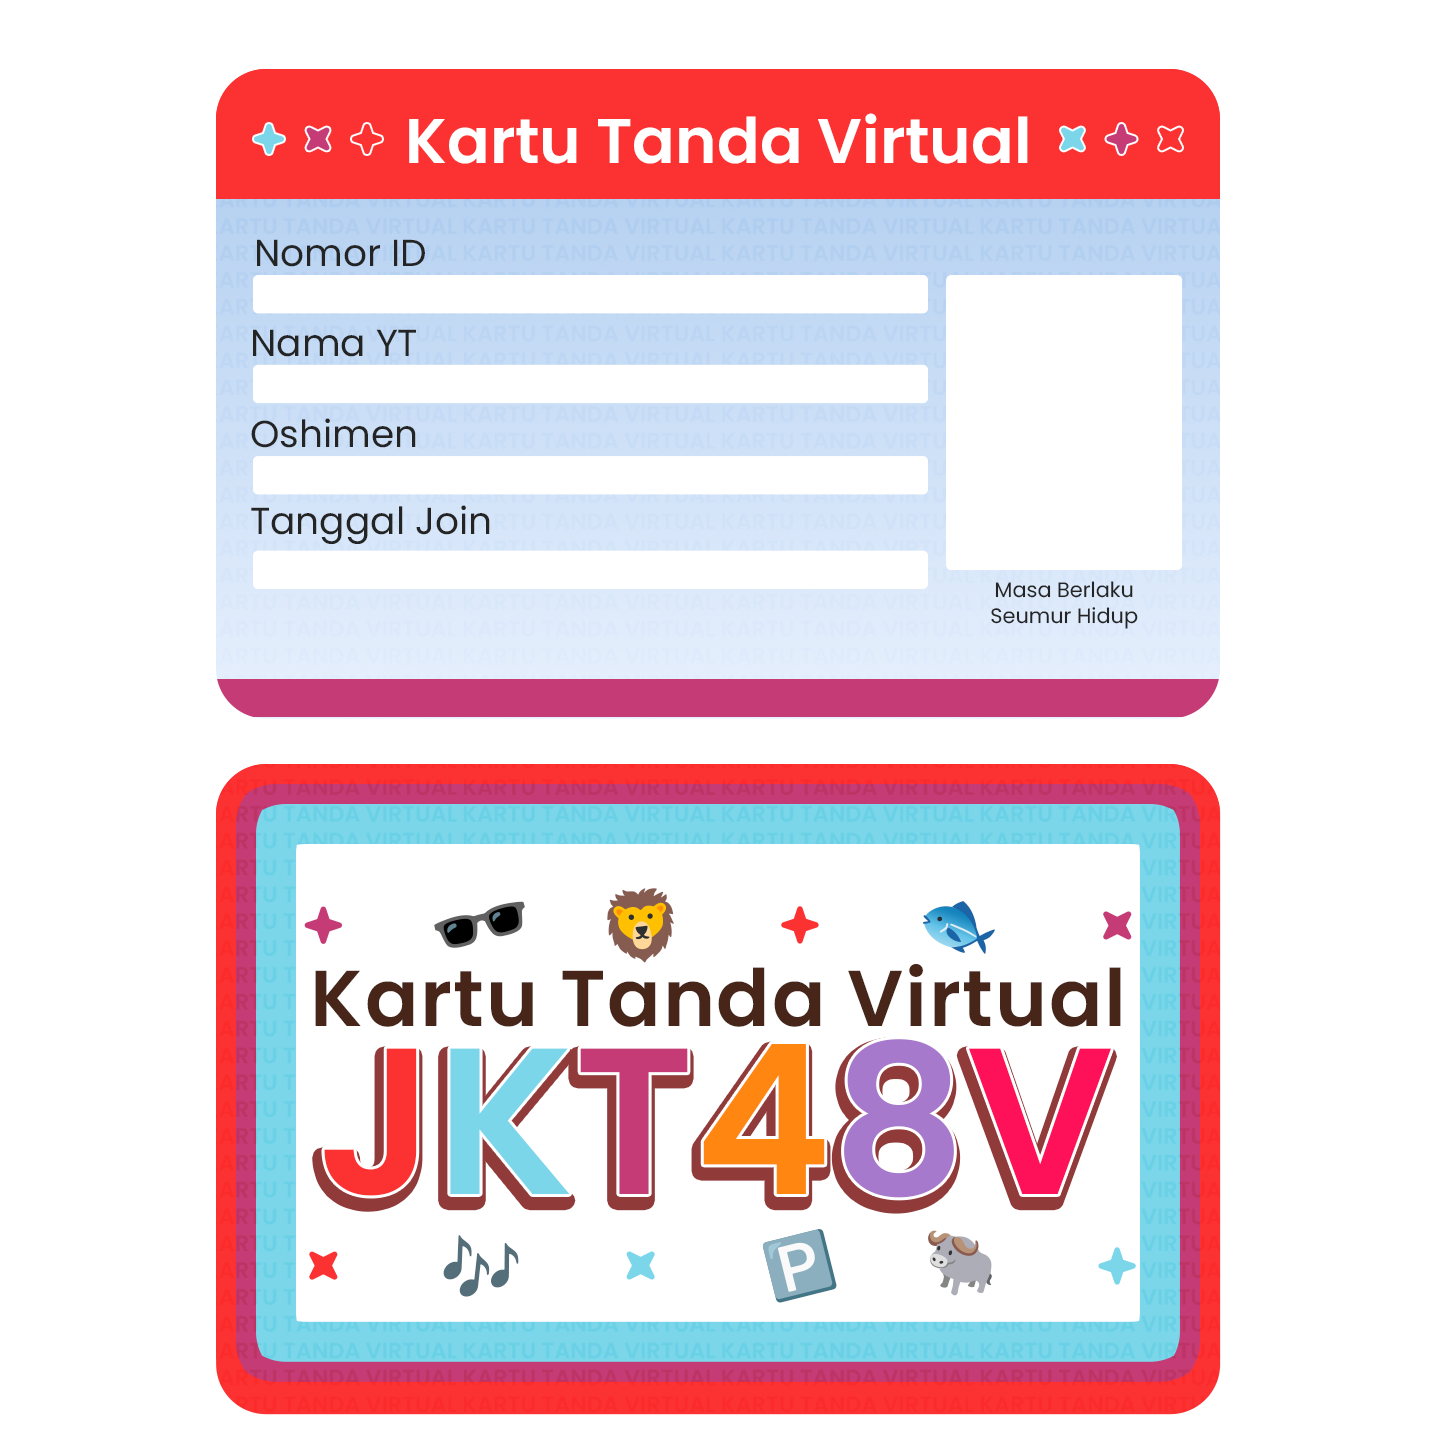 Kartu Tanda Virtual
Nomor ID
Nama YT
Oshimen
Tanggal Join
Masa Berlaku
Seumur Hidup
Kartu Tanda Virtual
JKT48V
P